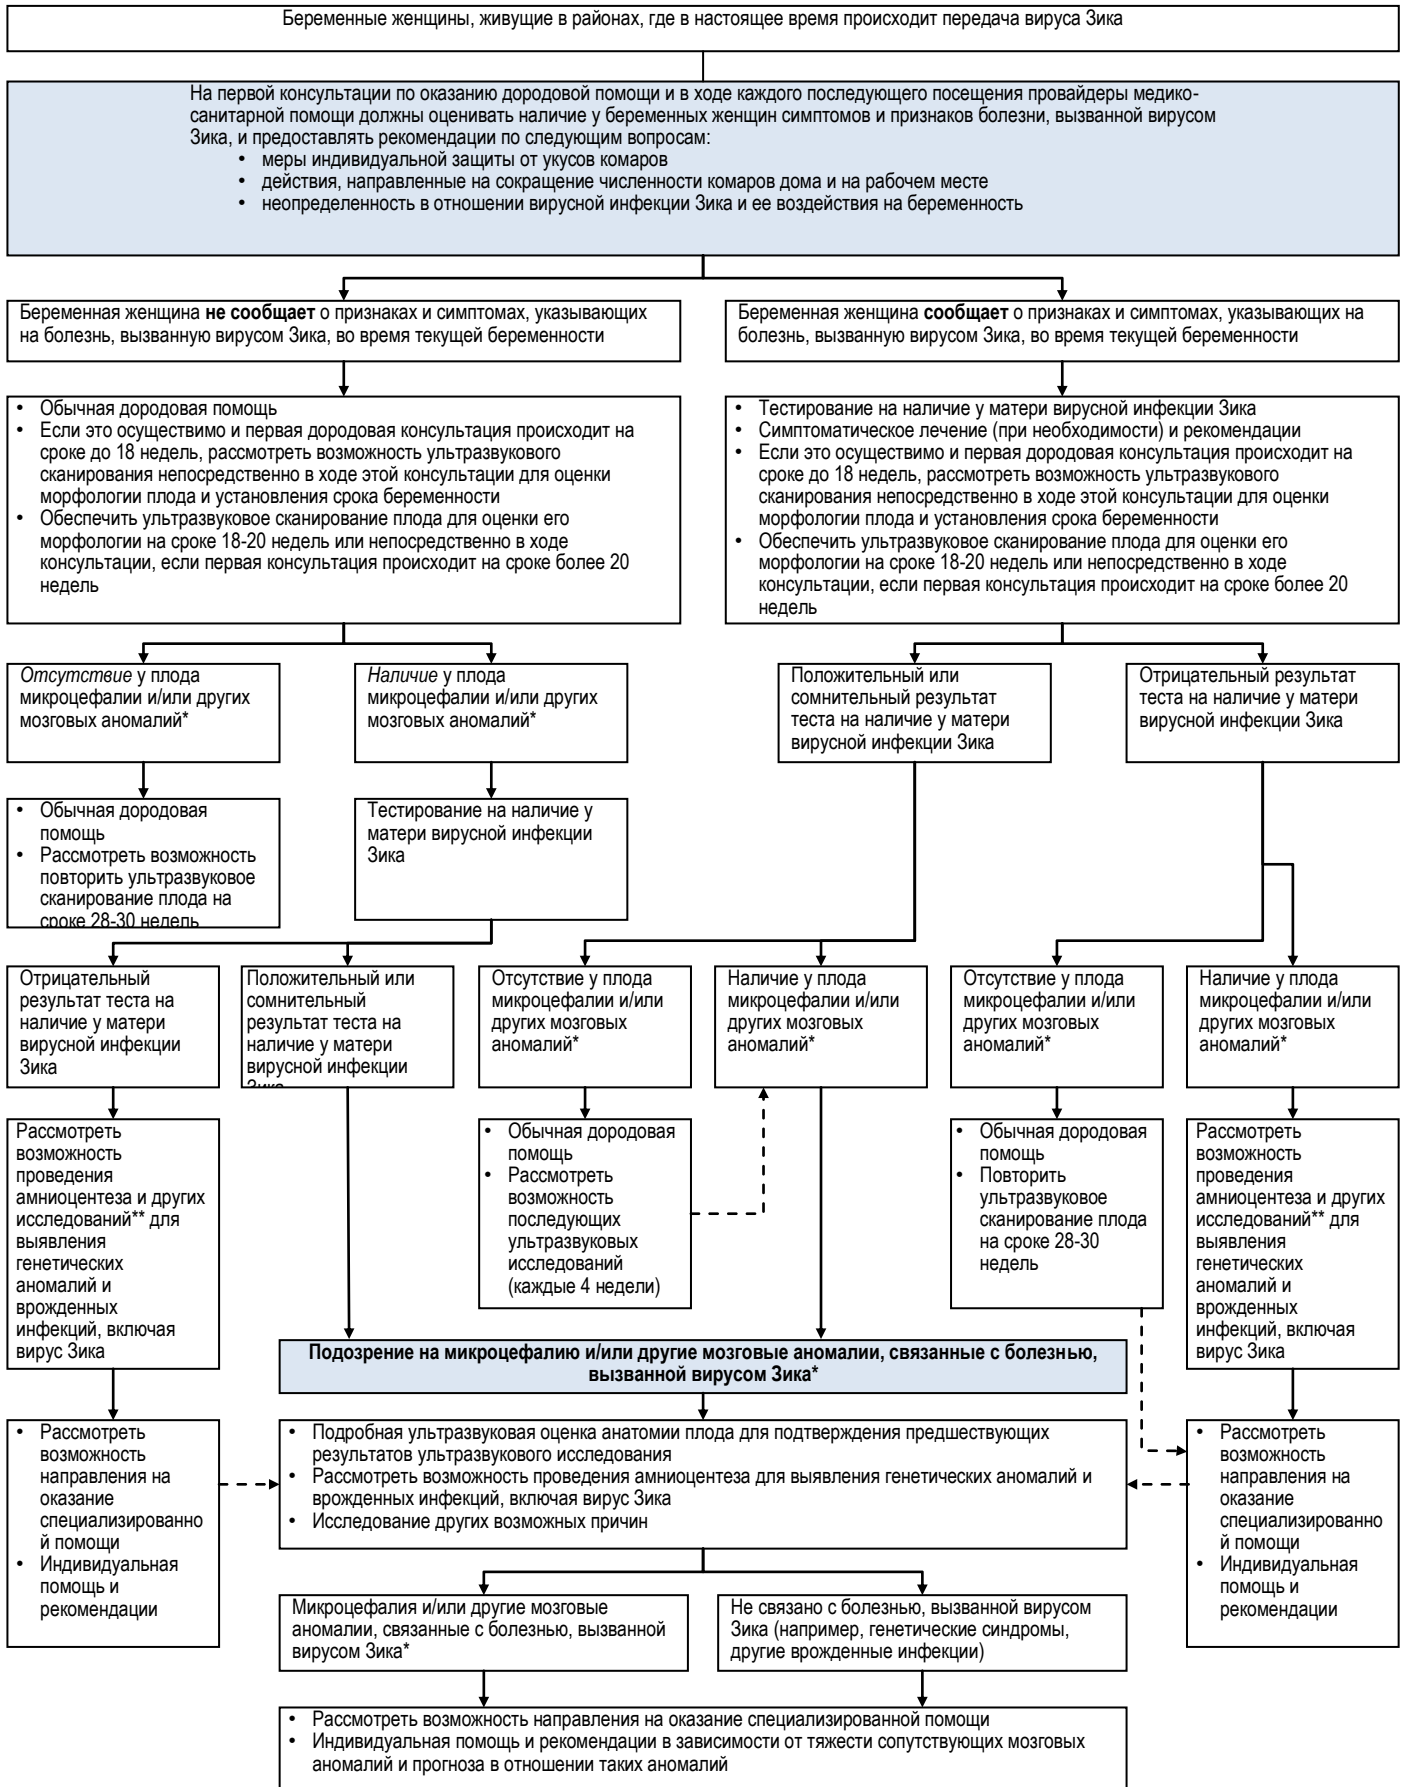 Беременные женщины, живущие в районах, где в настоящее время происходит передача вируса Зика
На первой консультации по оказанию дородовой помощи и в ходе каждого последующего посещения провайдеры медико-
санитарной помощи должны оценивать наличие у беременных женщин симптомов и признаков болезни, вызванной вирусом
Зика, и предоставлять рекомендации по следующим вопросам:
• меры индивидуальной защиты от укусов комаров
• действия, направленные на сокращение численности комаров дома и на рабочем месте
• неопределенность в отношении вирусной инфекции Зика и ее воздействия на беременность
Беременная женщина не сообщает о признаках и симптомах, указывающих
на болезнь, вызванную вирусом Зика, во время текущей беременности
Беременная женщина сообщает о признаках и симптомах, указывающих на
болезнь, вызванную вирусом Зика, во время текущей беременности
• Обычная дородовая помощь
• Если это осуществимо и первая дородовая консультация происходит на
сроке до 18 недель, рассмотреть возможность ультразвукового
сканирования непосредственно в ходе этой консультации для оценки
морфологии плода и установления срока беременности
• Обеспечить ультразвуковое сканирование плода для оценки его
морфологии на сроке 18-20 недель или непосредственно в ходе
консультации, если первая консультация происходит на сроке более 20
недель
• Тестирование на наличие у матери вирусной инфекции Зика
• Симптоматическое лечение (при необходимости) и рекомендации
• Если это осуществимо и первая дородовая консультация происходит на
сроке до 18 недель, рассмотреть возможность ультразвукового
сканирования непосредственно в ходе этой консультации для оценки
морфологии плода и установления срока беременности
• Обеспечить ультразвуковое сканирование плода для оценки его
морфологии на сроке 18-20 недель или непосредственно в ходе
консультации, если первая консультация происходит на сроке более 20
недель
Отсутствие у плода
микроцефалии и/или других
мозговых аномалий*
Наличие у плода
микроцефалии и/или других
мозговых аномалий*
Положительный или
сомнительный результат
теста на наличие у матери
вирусной инфекции Зика
Отрицательный результат
теста на наличие у матери
вирусной инфекции Зика
• Обычная дородовая
помощь
• Рассмотреть возможность
повторить ультразвуковое
сканирование плода на
сроке 28-30 недель
Тестирование на наличие у
матери вирусной инфекции
Зика
Отрицательный
результат теста на
наличие у матери
вирусной инфекции
Зика
Положительный или
сомнительный
результат теста на
наличие у матери
вирусной инфекции
Зика
Отсутствие у плода
микроцефалии и/или
других мозговых
аномалий*
Наличие у плода
микроцефалии и/или
других мозговых
аномалий*
Отсутствие у плода
микроцефалии и/или
других мозговых
аномалий*
Наличие у плода
микроцефалии и/или
других мозговых
аномалий*
Рассмотреть
возможность
проведения
амниоцентеза и других
исследований** для
выявления
генетических
аномалий и
врожденных
инфекций, включая
вирус Зика
• Обычная дородовая
помощь
• Рассмотреть
возможность
последующих
ультразвуковых
исследований
(каждые 4 недели)
• Обычная дородовая
помощь
• Повторить
ультразвуковое
сканирование плода
на сроке 28-30
недель
Рассмотреть
возможность
проведения
амниоцентеза и других
исследований** для
выявления
генетических
аномалий и
врожденных
инфекций, включая
вирус Зика
Подозрение на микроцефалию и/или другие мозговые аномалии, связанные с болезнью,
вызванной вирусом Зика*
• Рассмотреть
возможность
направления на
оказание
специализированно
й помощи
• Индивидуальная
помощь и
рекомендации
• Подробная ультразвуковая оценка анатомии плода для подтверждения предшествующих
результатов ультразвукового исследования
• Рассмотреть возможность проведения амниоцентеза для выявления генетических аномалий и
врожденных инфекций, включая вирус Зика
• Исследование других возможных причин
• Рассмотреть
возможность
направления на
оказание
специализированно
й помощи
• Индивидуальная
помощь и
рекомендации
Микроцефалия и/или другие мозговые
аномалии, связанные с болезнью, вызванной
вирусом Зика*
Не связано с болезнью, вызванной вирусом
Зика (например, генетические синдромы,
другие врожденные инфекции)
• Рассмотреть возможность направления на оказание специализированной помощи
• Индивидуальная помощь и рекомендации в зависимости от тяжести сопутствующих мозговых
аномалий и прогноза в отношении таких аномалий